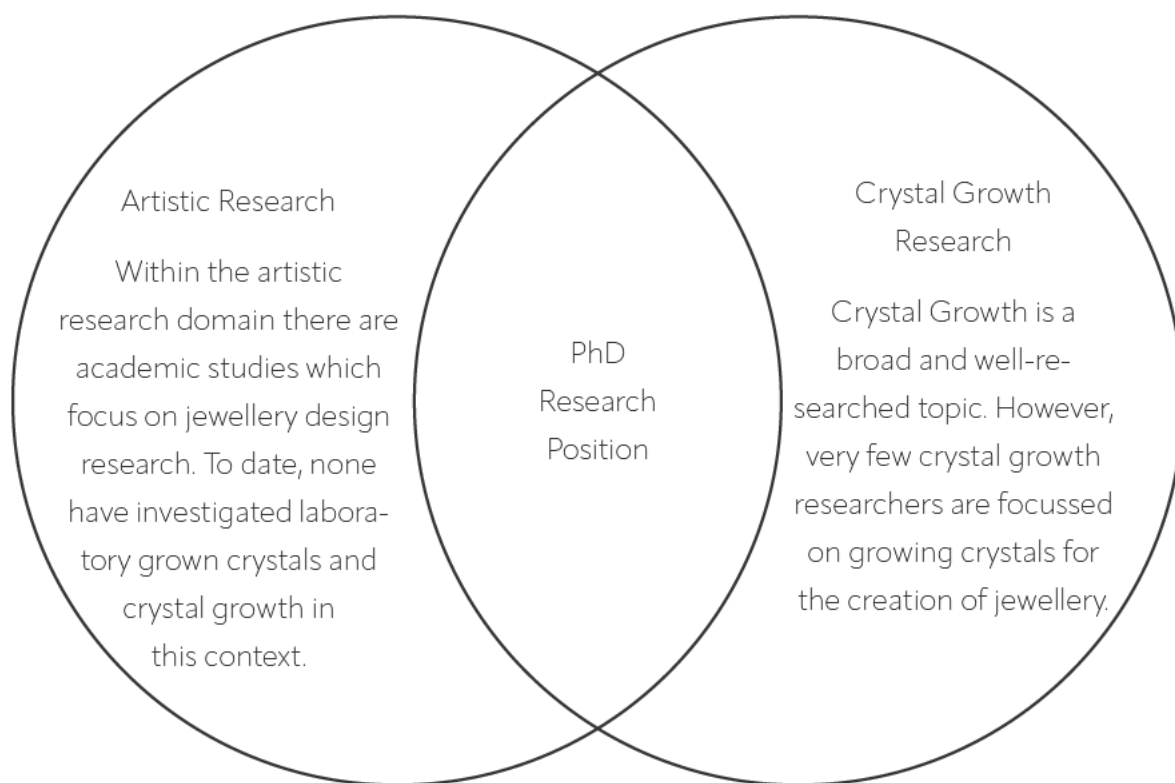 Artistic Research
Within the artistic
research domain there are
academic studies which
focus on jewellery design
research. To date, none
have investigated labora-
tory grown crystals and
crystal growth in
this context.
PhD
Research
Position
Crystal Growth
Research
Crystal Growth is a
broad and well-re-
searched topic. However,
very few crystal growth
researchers are focussed
on growing crystals for
the creation of jewellery.